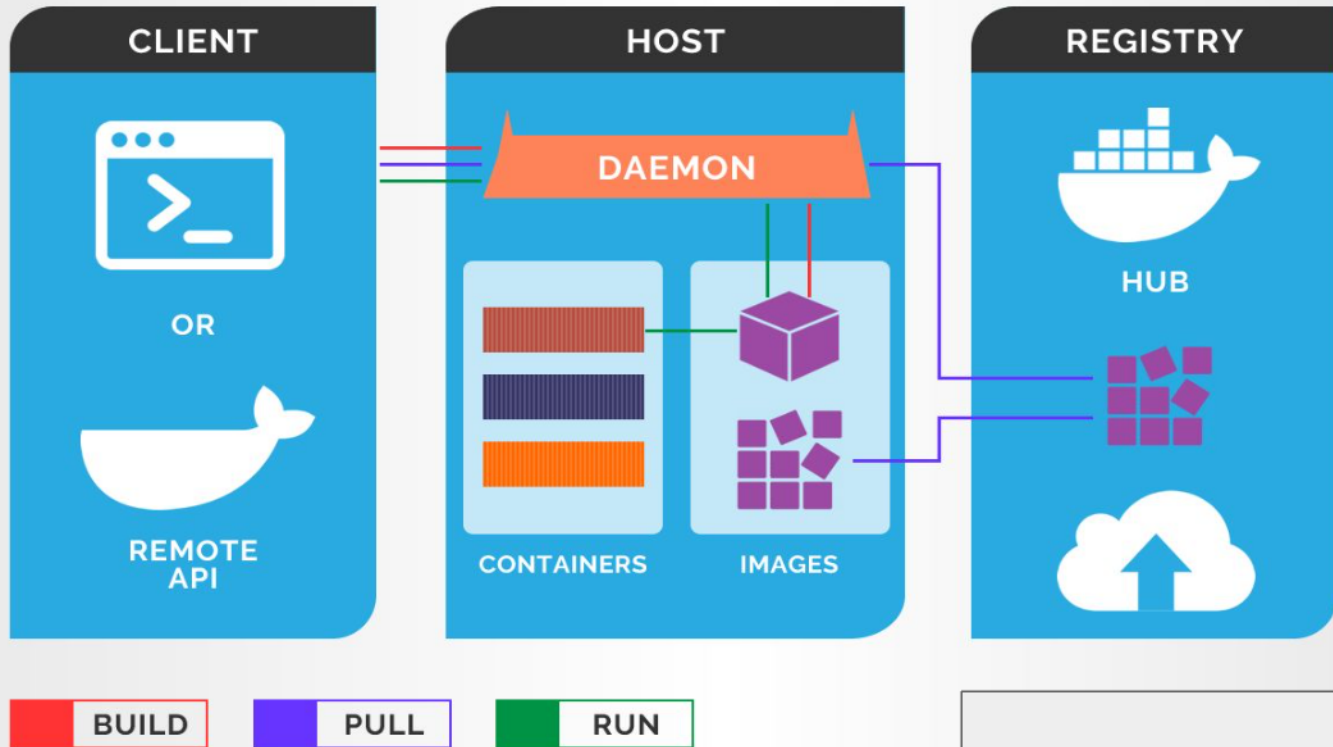 CLIENT
HOST
REGISTRY
>_
OR
REMOTE
API
DAEMON
CONTAINERS
IMAGES
HUB
BUILD
PULL
RUN